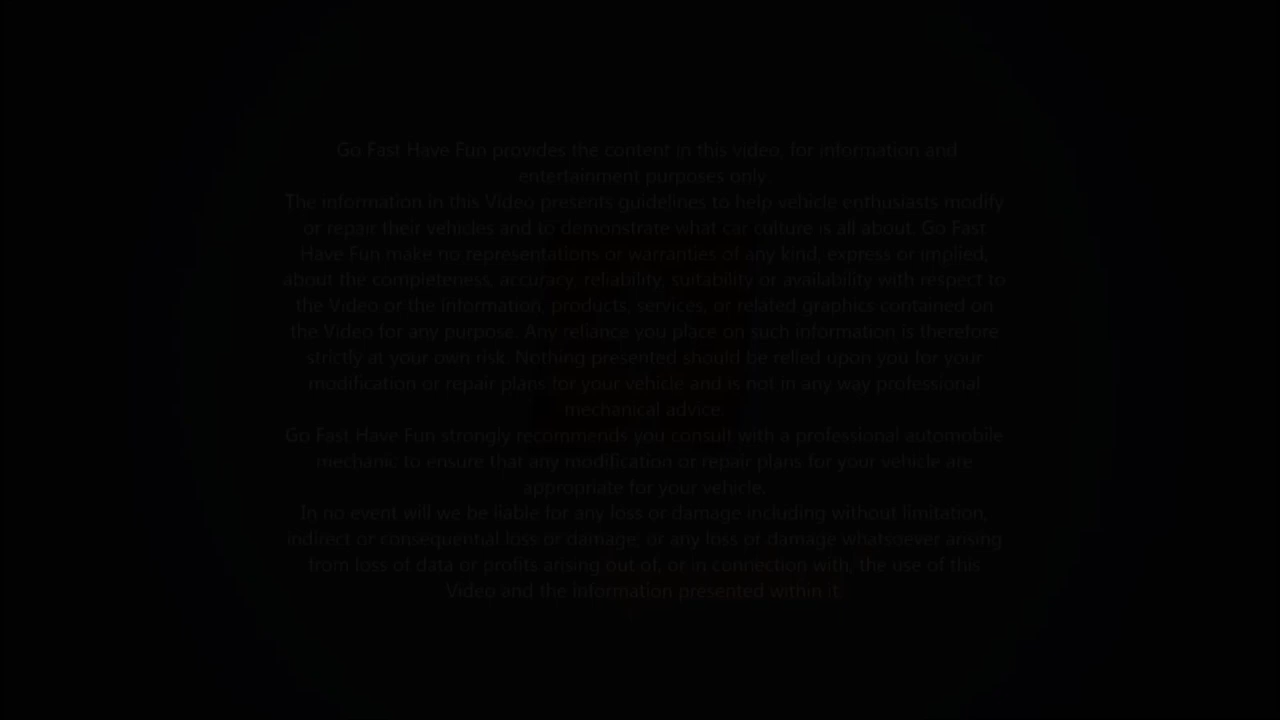 Go Fast Have Fun provides the content in this video, for information and
entertainment purposes only.
The information in this Video presents guidelines to help vehicle enthusiasts modify
or repair their vehicles and to demonstrate what car culture is all about. Go Fast
Have Fun make no representations or warranties of any kind, express or implied,
about the completeness, accuracy, reliability, suitability or availability with respect to
the Video or the information, products, services, or related graphics contained on
the Video for any purpose. Any reliance you place on such information is therefore
strictly at your own risk. Nothing presented should be relied upon you for your
modification or repair plans for your vehicle and is not in any way professional
mechanical advice.
Go Fast Have Fun strongly recommends you consult with a professional automobile
mechanic to ensure that any modification or repair plans for your vehicle are
appropriate for your vehicle.
In no event will we be liable for any loss or damage including without limitation,
indirect or consequential loss or damage, or any loss or damage whatsoever arising
from loss of data or profits arising out of, or in connection with, the use of this
Video and the information presented within it.